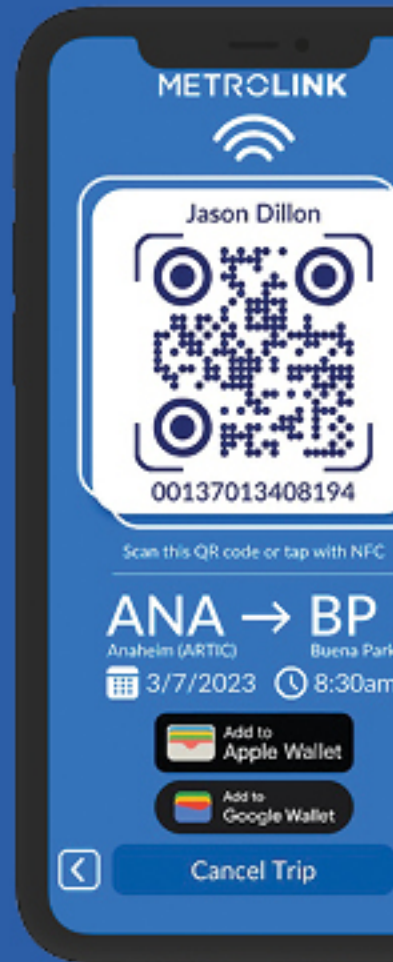 METROLINK
Jason Dillon
00137013408194
Scan this QR code or tap with NFC
ANA → BP
Anaheim (ARTIC) Buena Park
3/7/2023 8:30am
Add to
Apple Wallet
Add to
Google Wallet
Cancel Trip